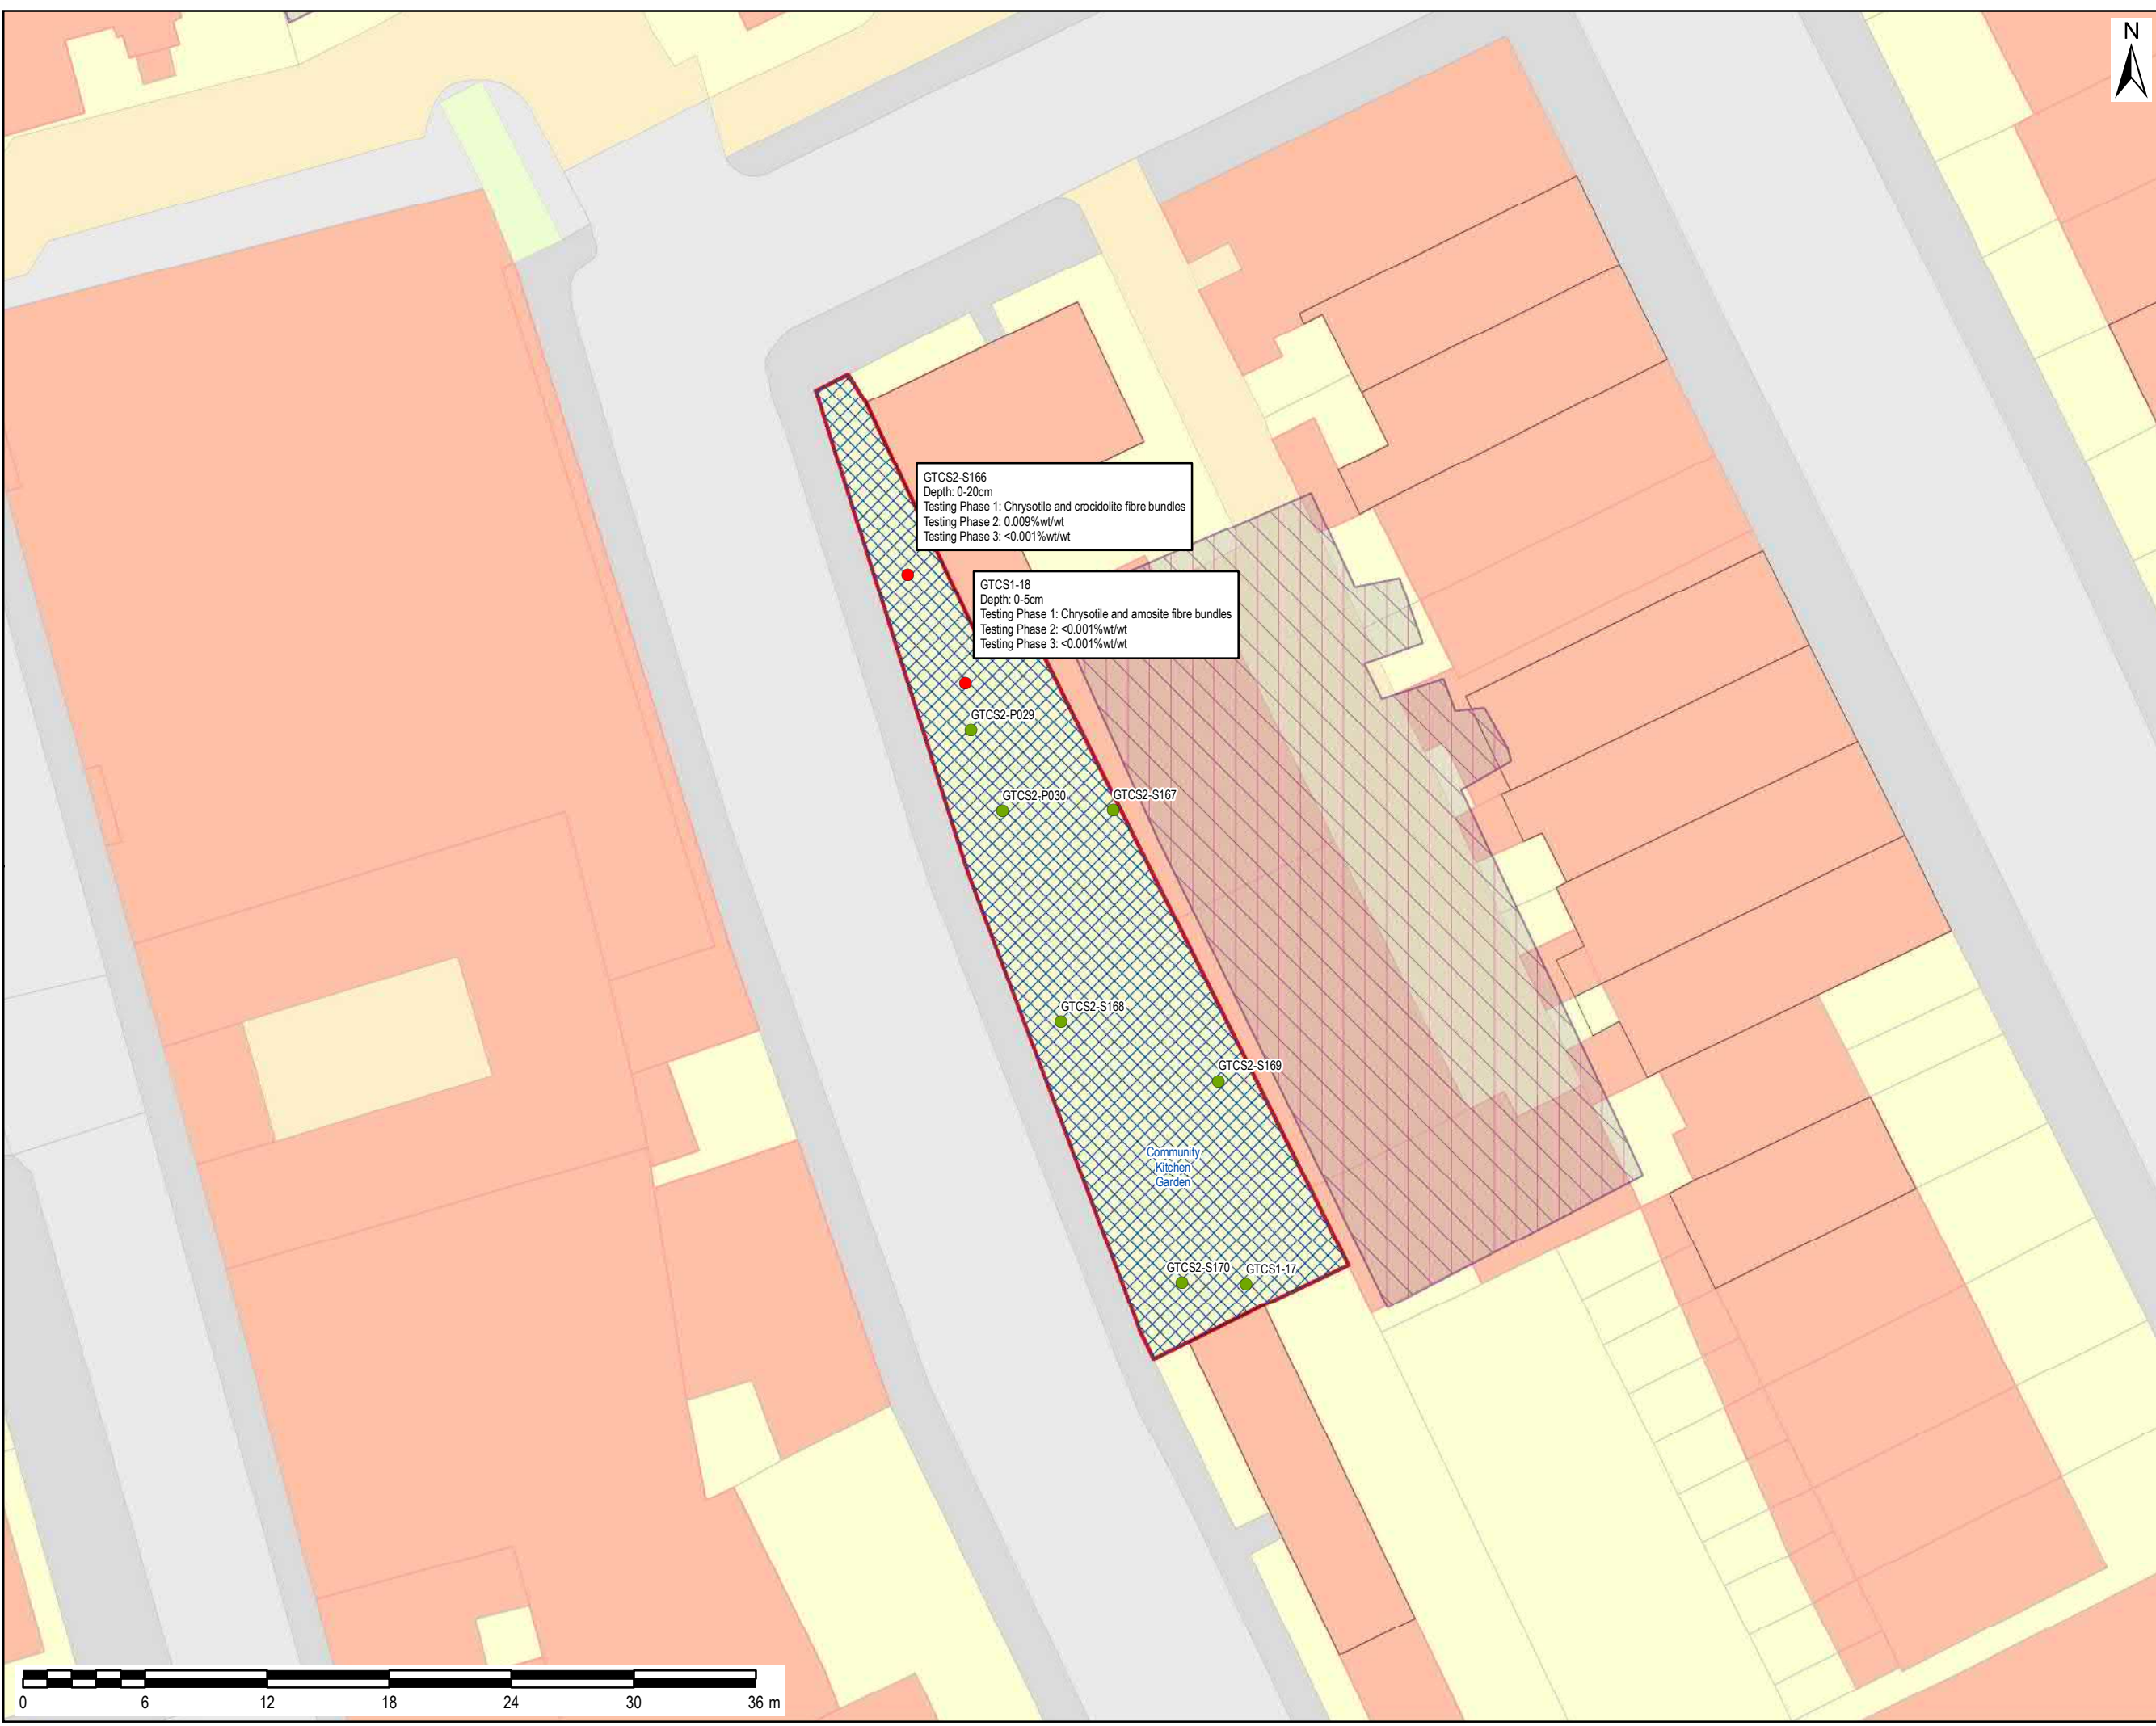 N
GTCS2-S166
Depth: 0-20cm
Testing Phase 1: Chrysotile and crocidolite fibre bundles
Testing Phase 2: 0.009%wt/wt
Testing Phase 3: <0.001%wt/wt
GTCS1-18
Depth: 0-5cm
Testing Phase 1: Chrysotile and amosite fibre bundles
Testing Phase 2: <0.001%wt/wt
Testing Phase 3: <0.001%wt/wt
GTCS2-P029
GTCS2-P030
GTCS2-S167
GTCS2-S168
GTCS2-S169
Community
Kitchen
Garden
GTCS2-S170
GTCS1-17
0 6 12 18 24 30 36 m